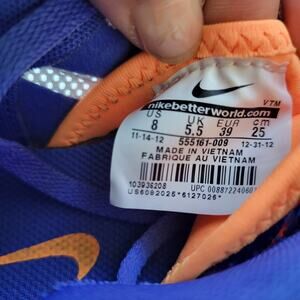 VTM
nikebetterworld.com
US UK EUR cm
8 5.5 39 25
11-14-12 555161-009 12-31-12
MADE IN VIETNAM
FABRIQUE AU VIETNAM
103936208 UPC
US6082025*6127026*